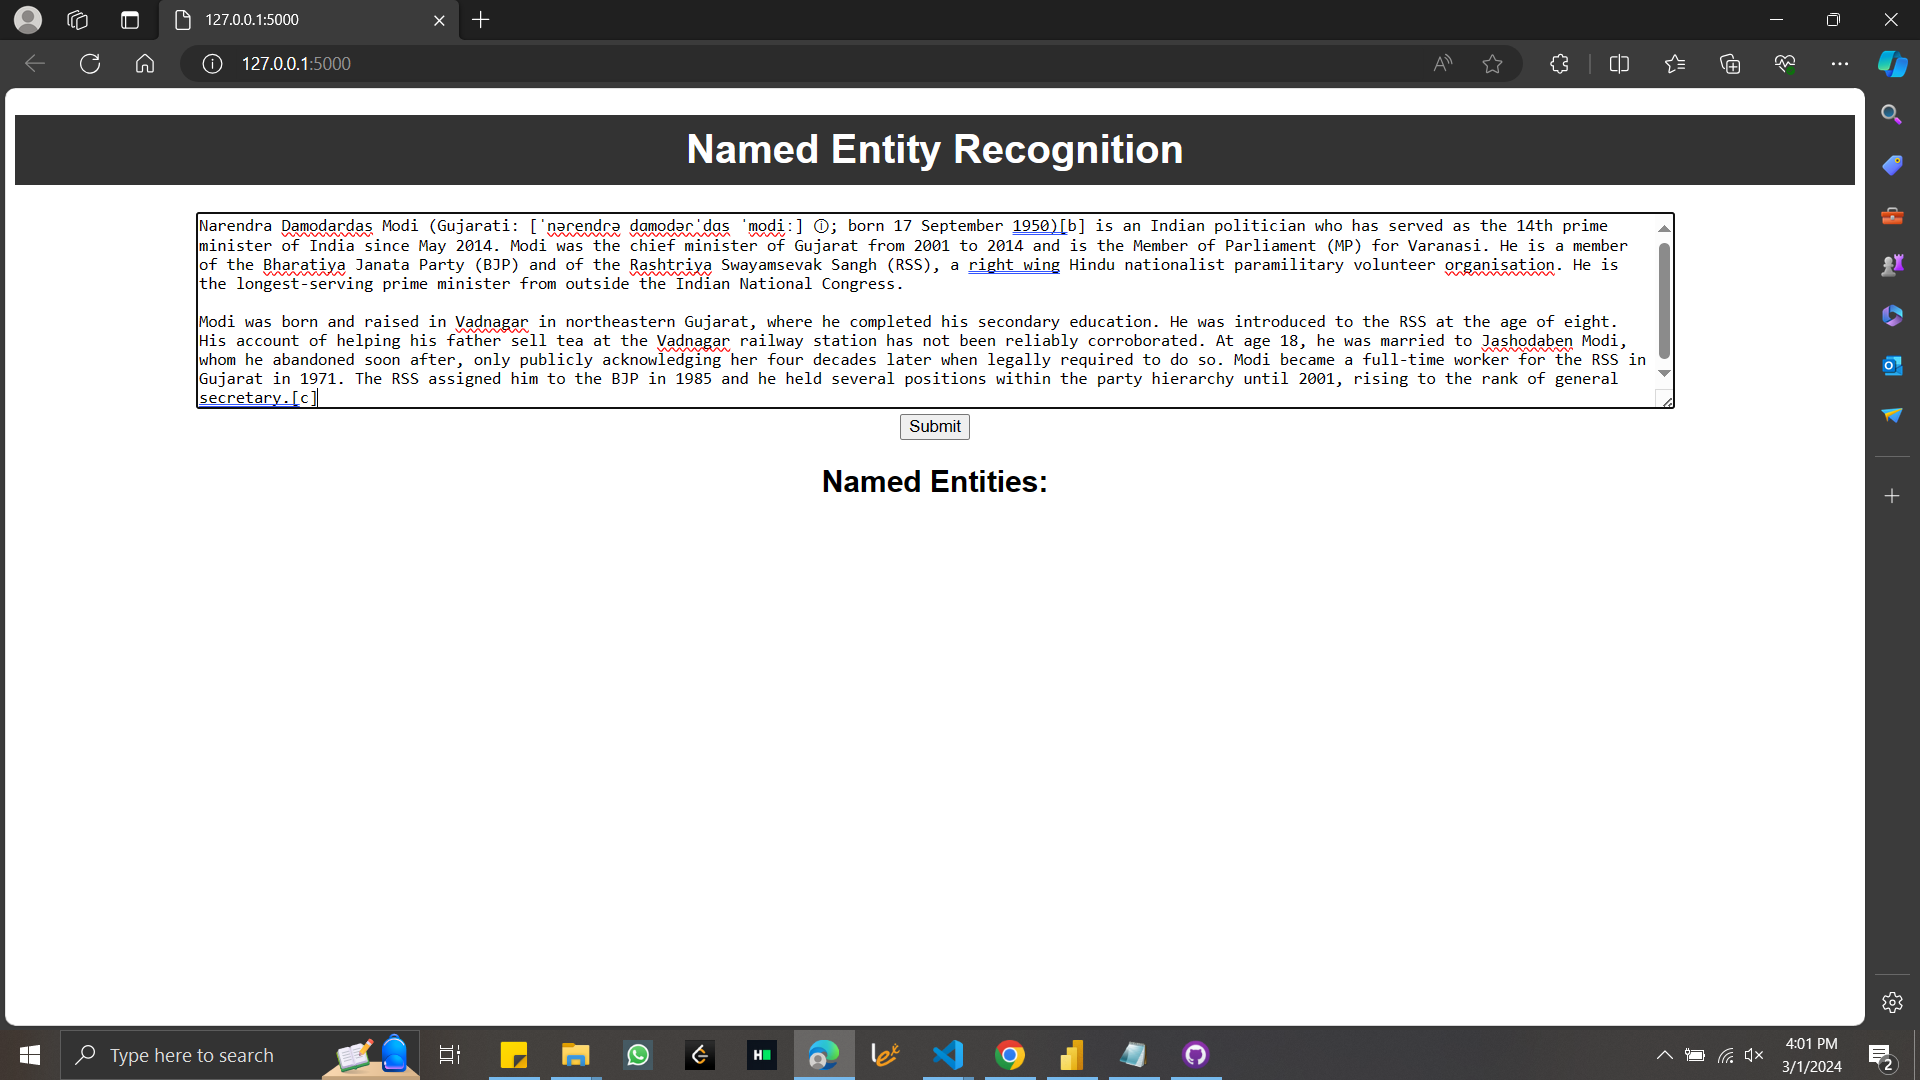 127.0.0.1:5000
127.0.0.1:5000
Named Entity Recognition
Narendra Damodardas Modi (Gujarati: [ˈnəɾendɾə dɑmodəɾˈdɑs ˈmodiː] ⓘ; born 17 September 1950)[b] is an Indian politician who has served as the 14th prime
minister of India since May 2014. Modi was the chief minister of Gujarat from 2001 to 2014 and is the Member of Parliament (MP) for Varanasi. He is a member
of the Bharatiya Janata Party (BJP) and of the Rashtriya Swayamsevak Sangh (RSS), a right wing Hindu nationalist paramilitary volunteer organisation. He is
the longest-serving prime minister from outside the Indian National Congress.
Modi was born and raised in Vadnagar in northeastern Gujarat, where he completed his secondary education. He was introduced to the RSS at the age of eight.
His account of helping his father sell tea at the Vadnagar railway station has not been reliably corroborated. At age 18, he was married to Jashodaben Modi,
whom he abandoned soon after, only publicly acknowledging her four decades later when legally required to do so. Modi became a full-time worker for the RSS in
Gujarat in 1971. The RSS assigned him to the BJP in 1985 and he held several positions within the party hierarchy until 2001, rising to the rank of general
secretary.[c]
Submit
Named Entities:
Type here to search
4:01 PM
3/1/2024
2